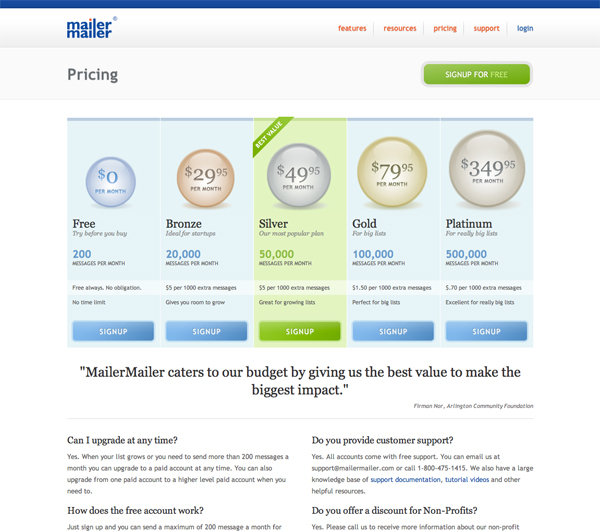 mailer
mailer®
features
resources
pricing
support
login
Pricing
SIGNUP FOR FREE
BEST VALUE
$0
PER MONTH
$29.95
PER MONTH
$49.95
PER MONTH
$79.95
PER MONTH
$349.95
PER MONTH
Free
Try before you buy
200
MESSAGES PER MONTH
Free always. No obligation.
No time limit
SIGNUP
Bronze
Ideal for startups
20,000
MESSAGES PER MONTH
$5 per 1000 extra messages
Gives you room to grow
SIGNUP
Silver
Our most popular plan
50,000
MESSAGES PER MONTH
$5 per 1000 extra messages
Great for growing lists
SIGNUP
Gold
For big lists
100,000
MESSAGES PER MONTH
$1.50 per 1000 extra messages
Perfect for big lists
SIGNUP
Platinum
For really big lists
500,000
MESSAGES PER MONTH
$.70 per 1000 extra messages
Excellent for really big lists
SIGNUP
"MailerMailer caters to our budget by giving us the best value to make the
biggest impact."
Firman Nor, Arlington Community Foundation
Can I upgrade at any time?
Yes. When your list grows or you need to send more than 200 messages a
month you can upgrade to a paid account at any time. You can also
upgrade from one paid account to a higher level paid account when
you need to.
How does the free account work?
Just sign up and you can send a maximum of 200 message a month for
Do you provide customer support?
Yes. All accounts come with free support. You can email us at
support@mailermailer.com or call 1-800-475-1415. We also have a large
knowledge base of support documentation, tutorial videos and other
helpful resources.
Do you offer a discount for Non-Profits?
Yes. Please call us to receive more information about our non-profit